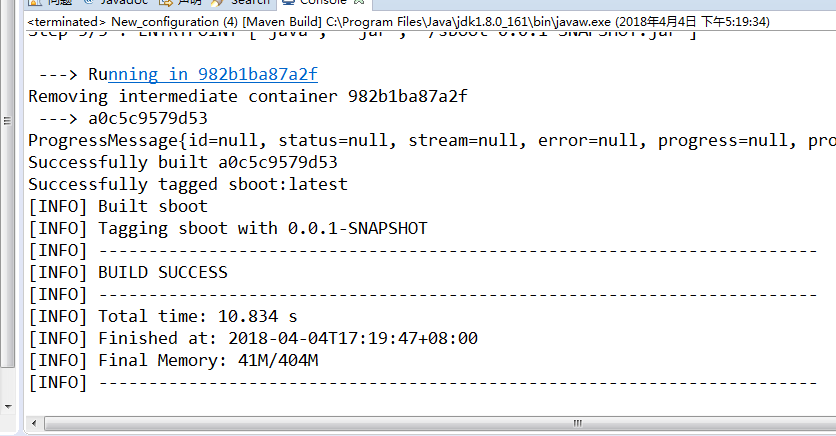 问题 @ Javadoc 声明 Search Console
<terminated> New_configuration (4) [Maven Build] C:\Program Files\Java\jdk1.8.0_161\bin\javaw.exe (2018年4月4日 下午5:19:34)
Step 5/5 : ENTRYPOINT ["java", "-jar", "/sboot-0.0.1-SNAPSHOT.jar"]
---> Running in 982b1ba87a2f
Removing intermediate container 982b1ba87a2f
---> a0c5c9579d53
ProgressMessage{id=null, status=null, stream=null, error=null, progress=null, pro
Successfully built a0c5c9579d53
Successfully tagged sboot:latest
[INFO] Built sboot
[INFO] Tagging sboot with 0.0.1-SNAPSHOT
[INFO] ------------------------------------------------------------------------
[INFO] BUILD SUCCESS
[INFO] ------------------------------------------------------------------------
[INFO] Total time: 10.834 s
[INFO] Finished at: 2018-04-04T17:19:47+08:00
[INFO] Final Memory: 41M/404M
[INFO] ------------------------------------------------------------------------